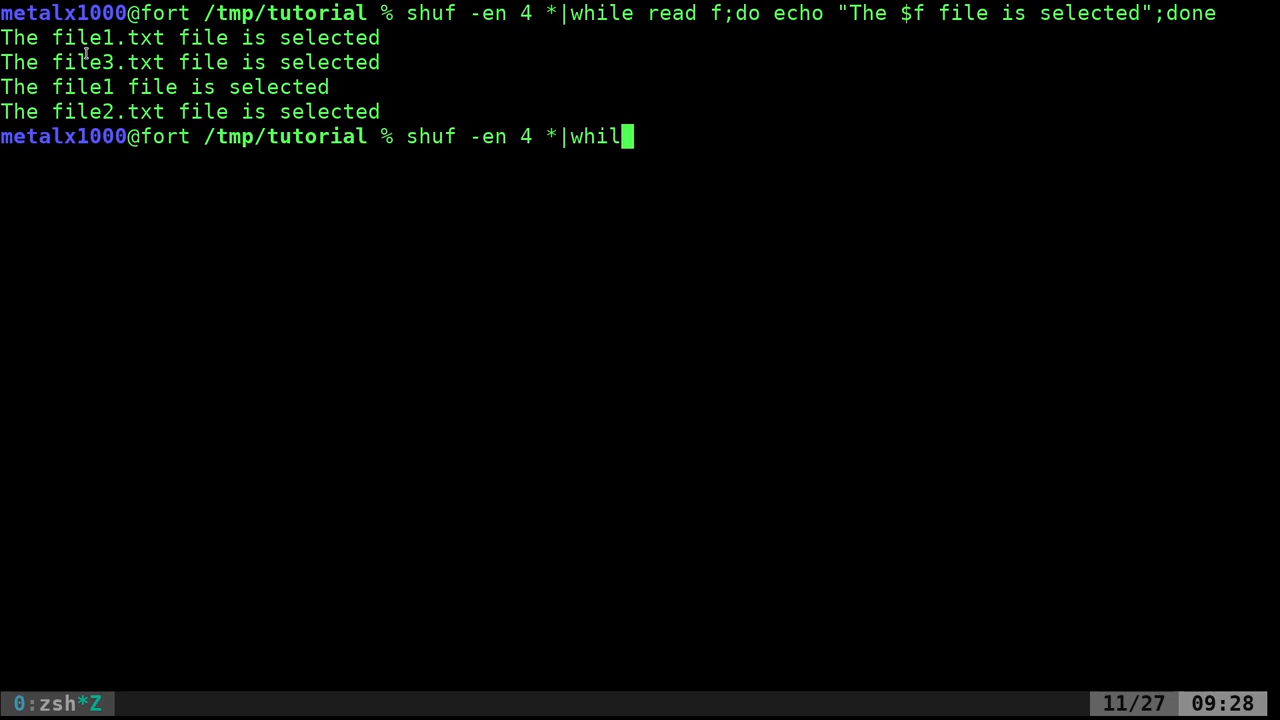 metalx1000@fort /tmp/tutorial % shuf -en 4 *|while read f;do echo "The $f file is selected";done
The file1.txt file is selected
The file3.txt file is selected
The file1 file is selected
The file2.txt file is selected
metalx1000@fort /tmp/tutorial % shuf -en 4 *|whil
0:zsh*Z 11/27 09:28